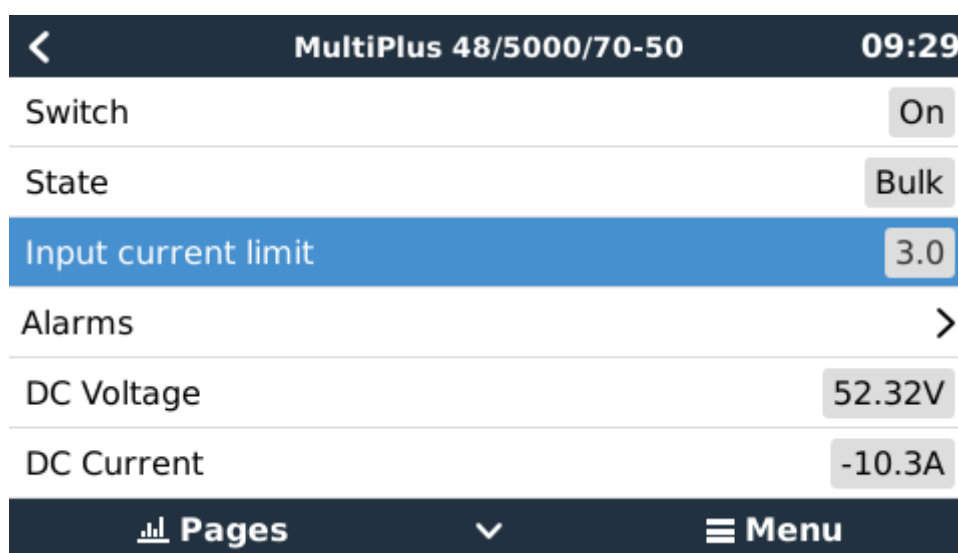 MultiPlus 48/5000/70-50 09:29
Switch On
State Bulk
Input current limit 3.0
Alarms
DC Voltage 52.32V
DC Current -10.3A
Pages Menu